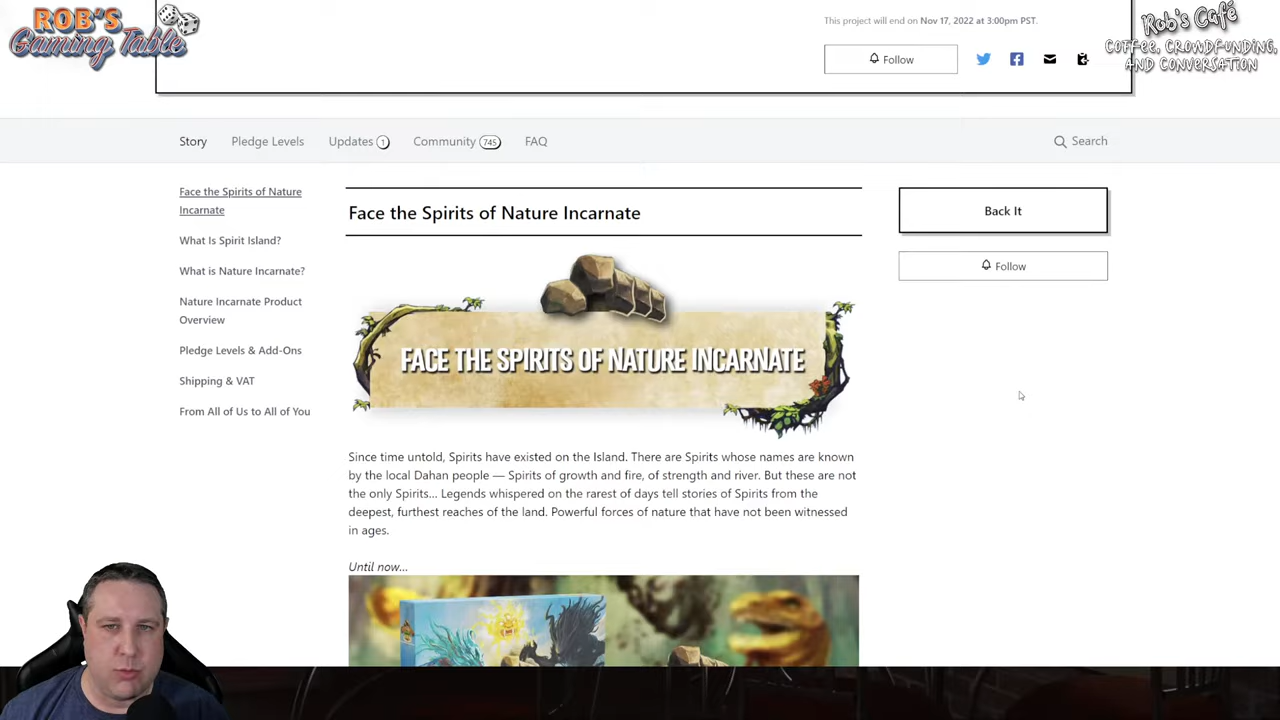 ROB'S
Gaming Table
This project will end on Nov 17, 2022 at 3:00pm PST.
Follow
Rob's Café
Coffee, Crowdfunding,
and Conversation
Story
Pledge Levels
Updates 1
Community 745
FAQ
Search
Face the Spirits of Nature
Incarnate
What Is Spirit Island?
What is Nature Incarnate?
Nature Incarnate Product
Overview
Pledge Levels & Add-Ons
Shipping & VAT
From All of Us to All of You
Face the Spirits of Nature Incarnate
Back It
Follow
FACE THE SPIRITS OF NATURE INCARNATE
Since time untold, Spirits have existed on the Island. There are Spirits whose names are known
by the local Dahan people — Spirits of growth and fire, of strength and river. But these are not
the only Spirits... Legends whispered on the rarest of days tell stories of Spirits from the
deepest, furthest reaches of the land. Powerful forces of nature that have not been witnessed
in ages.
Until now...